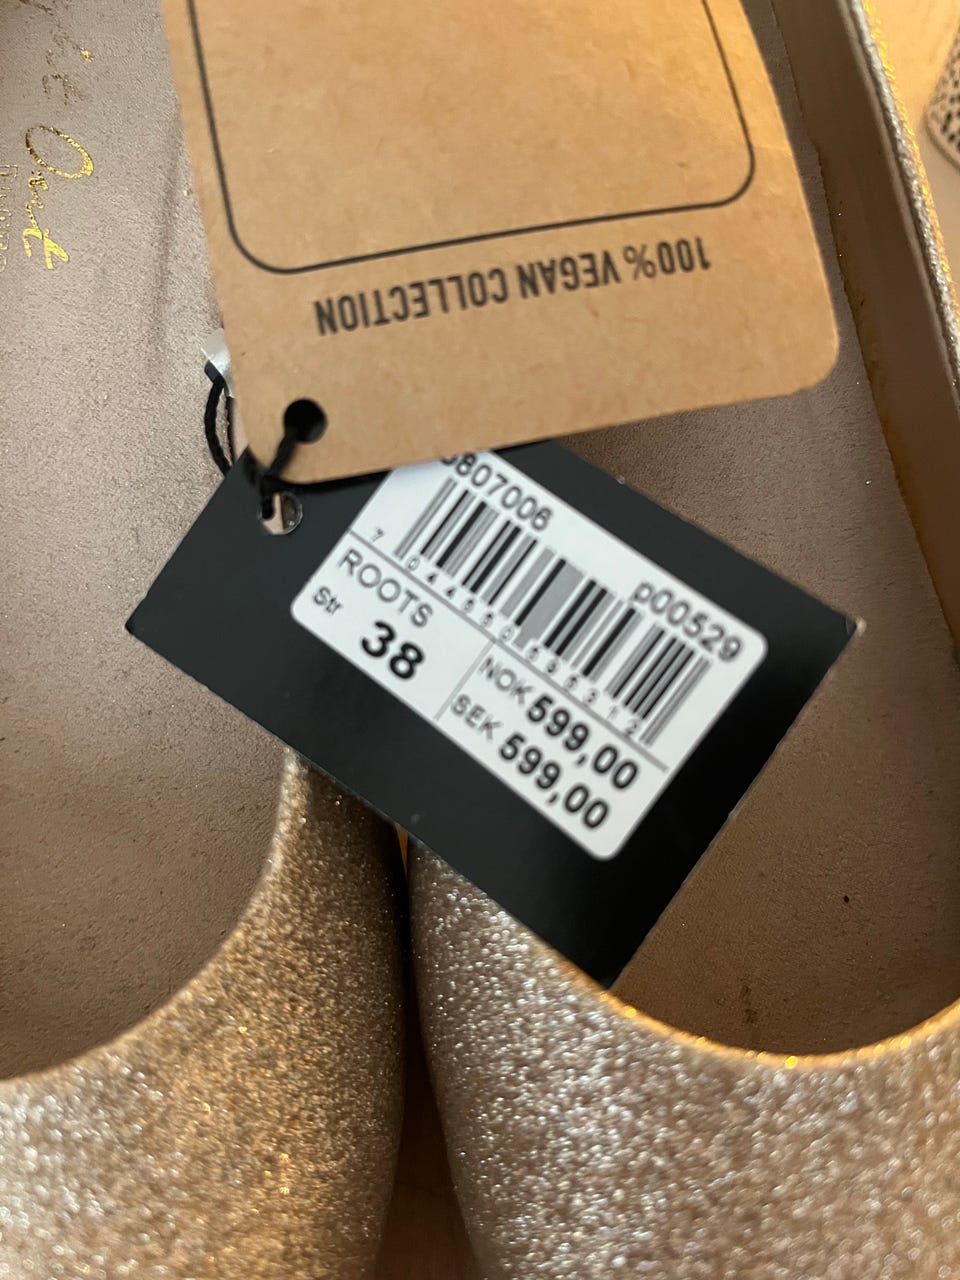 100% VEGAN COLLECTION
807006
p00529
ROOTS
Str
38
NOK 599,00
SEK 599,00